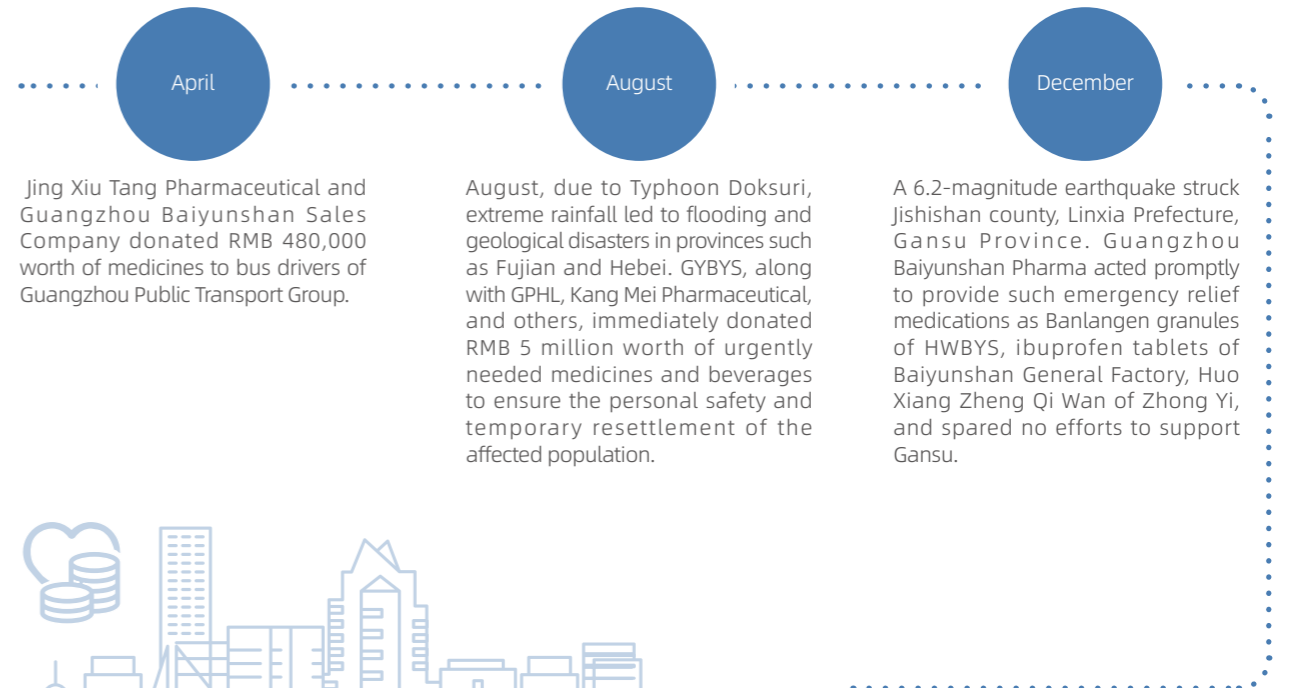 April
Jing Xiu Tang Pharmaceutical and
Guangzhou Baiyunshan Sales
Company donated RMB 480,000
worth of medicines to bus drivers of
Guangzhou Public Transport Group.
August
August, due to Typhoon Doksuri,
extreme rainfall led to flooding and
geological disasters in provinces such
as Fujian and Hebei. GYBYS, along
with GPHL, Kang Mei Pharmaceutical,
and others, immediately donated
RMB 5 million worth of urgently
needed medicines and beverages
to ensure the personal safety and
temporary resettlement of the
affected population.
December
A 6.2-magnitude earthquake struck
Jishishan county, Linxia Prefecture,
Gansu Province. Guangzhou
Baiyunshan Pharma acted promptly
to provide such emergency relief
medications as Banlangen granules
of HWBYS, ibuprofen tablets of
Baiyunshan General Factory, Huo
Xiang Zheng Qi Wan of Zhong Yi,
and spared no efforts to support
Gansu.